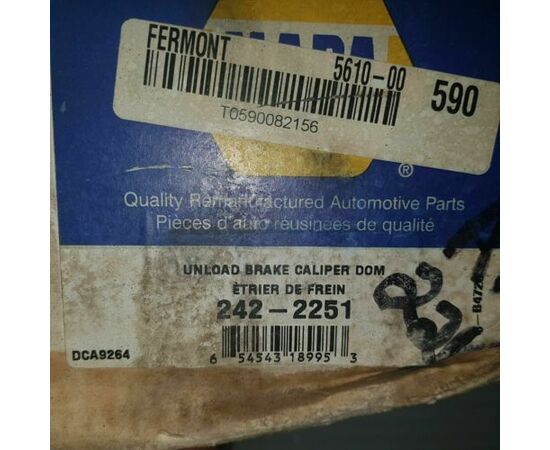 FERMONT 5610-00 590
T0590082156
NAPA
®
Quality Remanufactured Automotive Parts
Pièces d'auto réusinées de qualité
UNLOAD BRAKE CALIPER DOM
ÉTRIER DE FREIN
242-2251
DCA9264
6 54543 18995 3